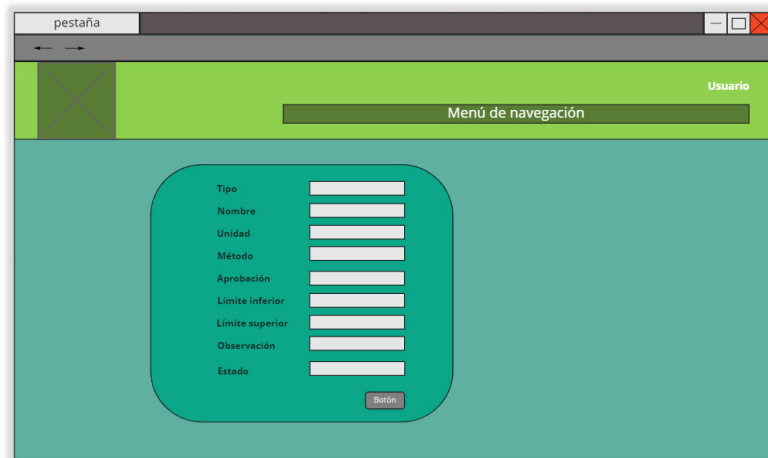 pestaña
Usuario
Menú de navegación
Tipo
Nombre
Unidad
Método
Aprobación
Límite inferior
Límite superior
Observación
Estado
Botón